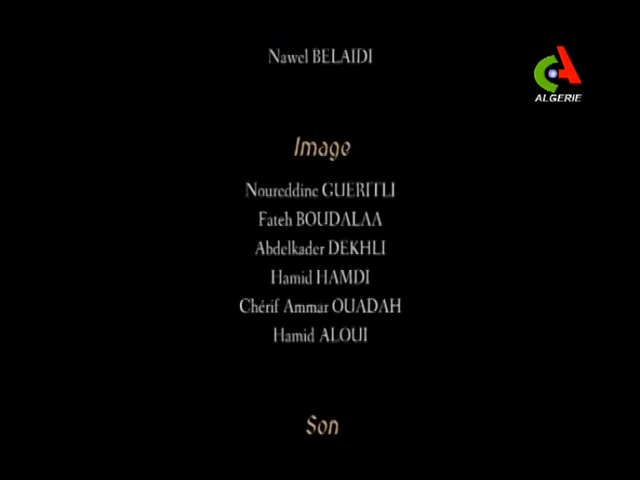 Nawel BELAIDI
ALGERIE
Image
Noureddine GUERITLI
Fateh BOUDALAA
Abdelkader DEKHLI
Hamid HAMDI
Chérif Ammar OUADAH
Hamid ALOUI
Son